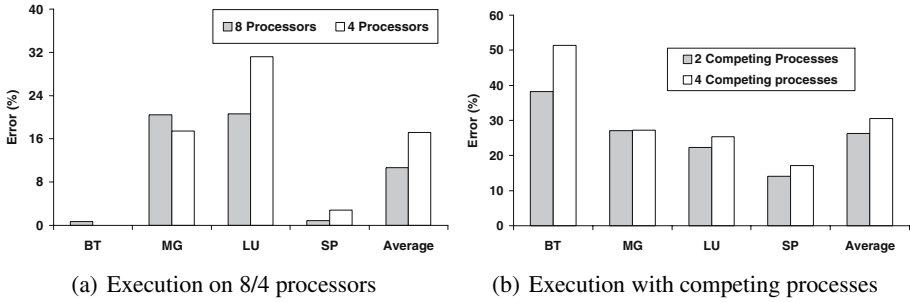 40
32
24
16
8
0
Error (%)
8 Processors 4 Processors
BT MG LU SP Average
(a) Execution on 8/4 processors
60
50
40
30
20
10
0
Error (%)
2 Competing Processes
4 Competing processes
BT MG LU SP Average
(b) Execution with competing processes